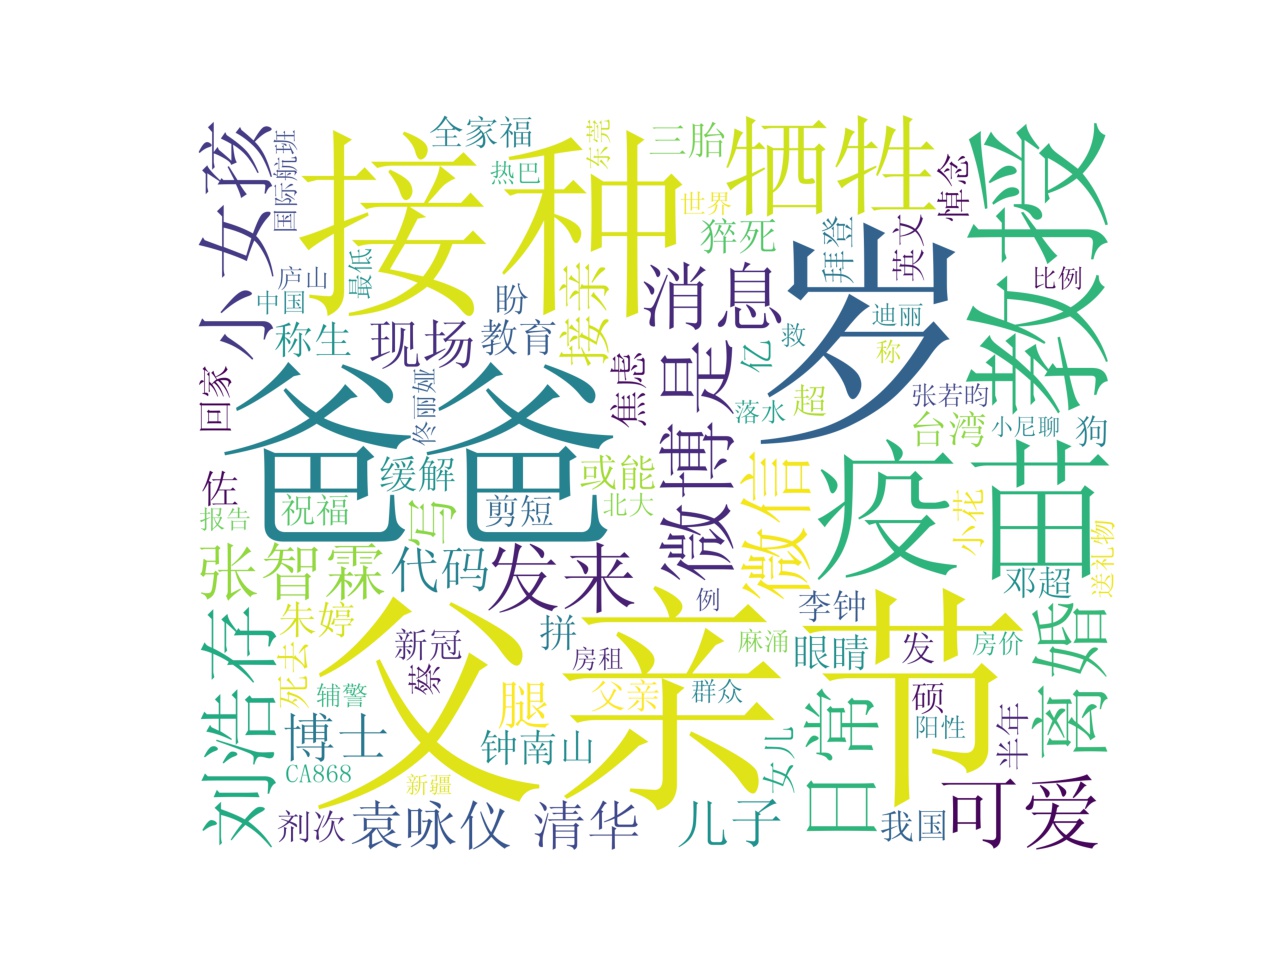 小女孩
国际航班
全家福
接种
热巴
东莞
三胎
世界
牺牲
猝死
悼念
教授
庐山
中国
最低
称生
现场
盼
教育
接亲
消息
岁
拜登
英文
比例
迪丽
救
称
亿
回家
爸爸
佟丽娅
焦虑
微博
是
落水
超
张若昀
台湾
小尼聊
狗
佐
报告
祝福
缓解
写
剪短
或能
北大
微信
疫苗
小花
送礼物
张智霖
代码
发来
邓超
刘浩存
朱婷
死去
新冠
蔡
父亲节
拼
房租
例
麻涌
李钟
眼睛
发
房价
离婚
辅警
腿
父亲
群众
硕
阳性
半年
博士
CA868
新疆
钟南山
女儿
日常
剂次
袁咏仪
清华
儿子
我国
可爱